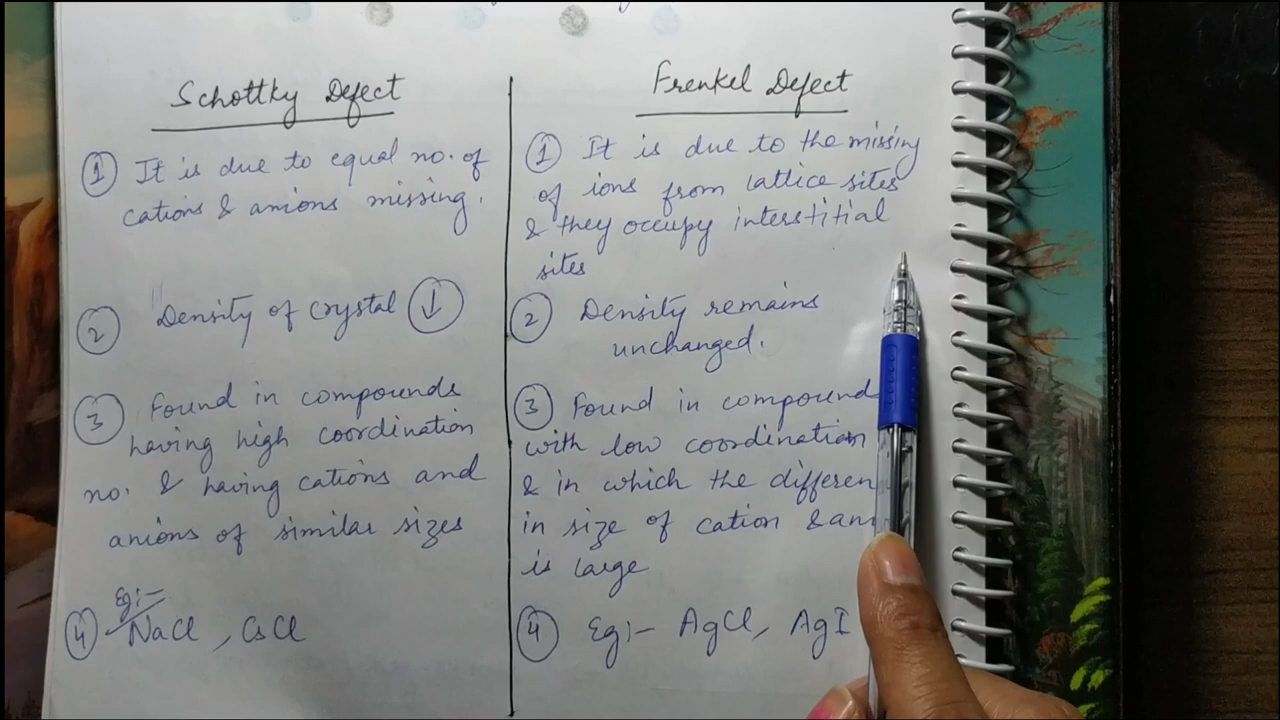 Schottky Defect
① It is due to equal no. of
cations & anions missing.
② Density of crystal ↓
③ Found in compounds
having high coordination
no. & having cations and
anions of similar sizes
④ Eg:-
NaCl, CsCl
Frenkel Defect
① It is due to the missing
of ions from lattice sites
& they occupy interstitial
sites
② Density remains
unchanged.
③ Found in compound
with low coordination
& in which the differen
in size of cation & an
is large
④ Eg:- AgCl, AgI